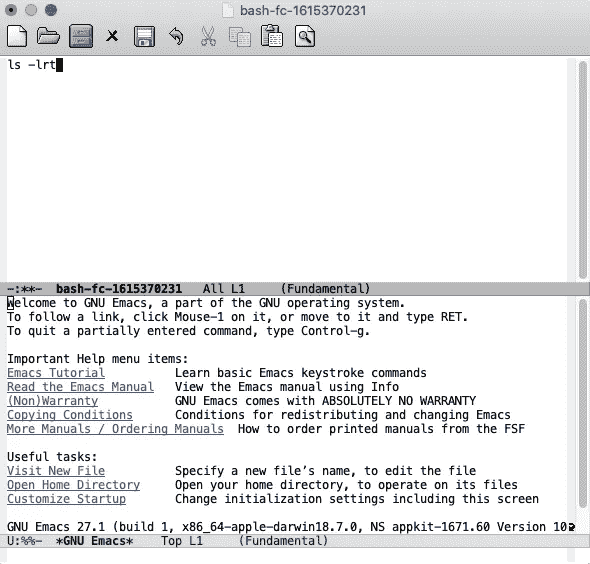 bash-fc-1615370231
ls -lrt
-:**-  bash-fc-1615370231   All L1     (Fundamental)
Welcome to GNU Emacs, a part of the GNU operating system.
To follow a link, click Mouse-1 on it, or move to it and type RET.
To quit a partially entered command, type Control-g.
Important Help menu items:
Emacs Tutorial          Learn basic Emacs keystroke commands
Read the Emacs Manual   View the Emacs manual using Info
(Non)Warranty           GNU Emacs comes with ABSOLUTELY NO WARRANTY
Copying Conditions      Conditions for redistributing and changing Emacs
More Manuals / Ordering Manuals  How to order printed manuals from the FSF
Useful tasks:
Visit New File          Specify a new file's name, to edit the file
Open Home Directory     Open your home directory, to operate on its files
Customize Startup       Change initialization settings including this screen
GNU Emacs 27.1 (build 1, x86_64-apple-darwin18.7.0, NS appkit-1671.60 Version 10
U:%%-  *GNU Emacs*    Top L1     (Fundamental)